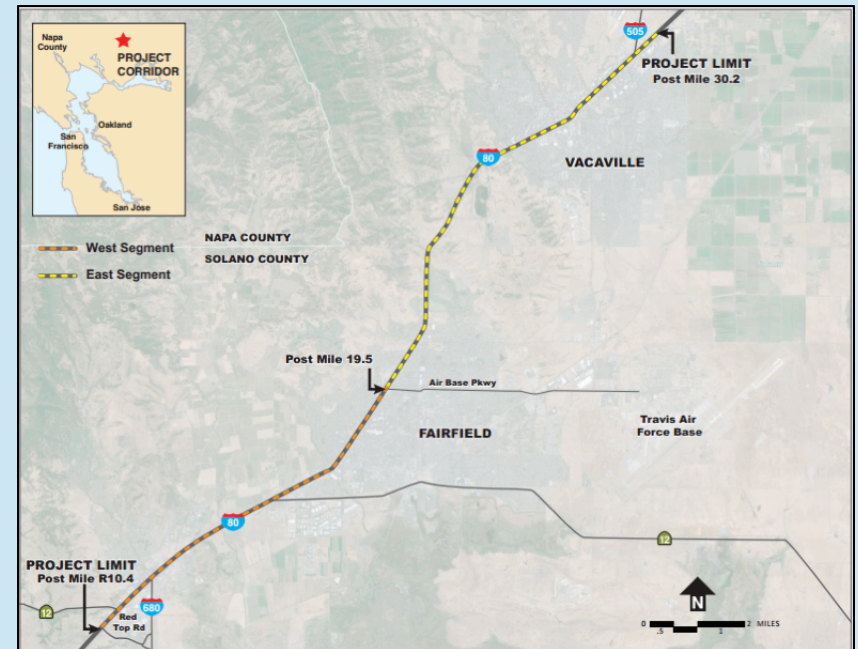 Napa
County
PROJECT
CORRIDOR
Oakland
San
Francisco
San Jose
505
PROJECT LIMIT
Post Mile 30.2
80
VACAVILLE
West Segment
East Segment
NAPA COUNTY
SOLANO COUNTY
Post Mile 19.5
Air Base Pkwy
FAIRFIELD
Travis Air
Force Base
80
12
PROJECT LIMIT
Post Mile R10.4
12
680
Red
Top Rd
N
0 2 MILES
.5 1